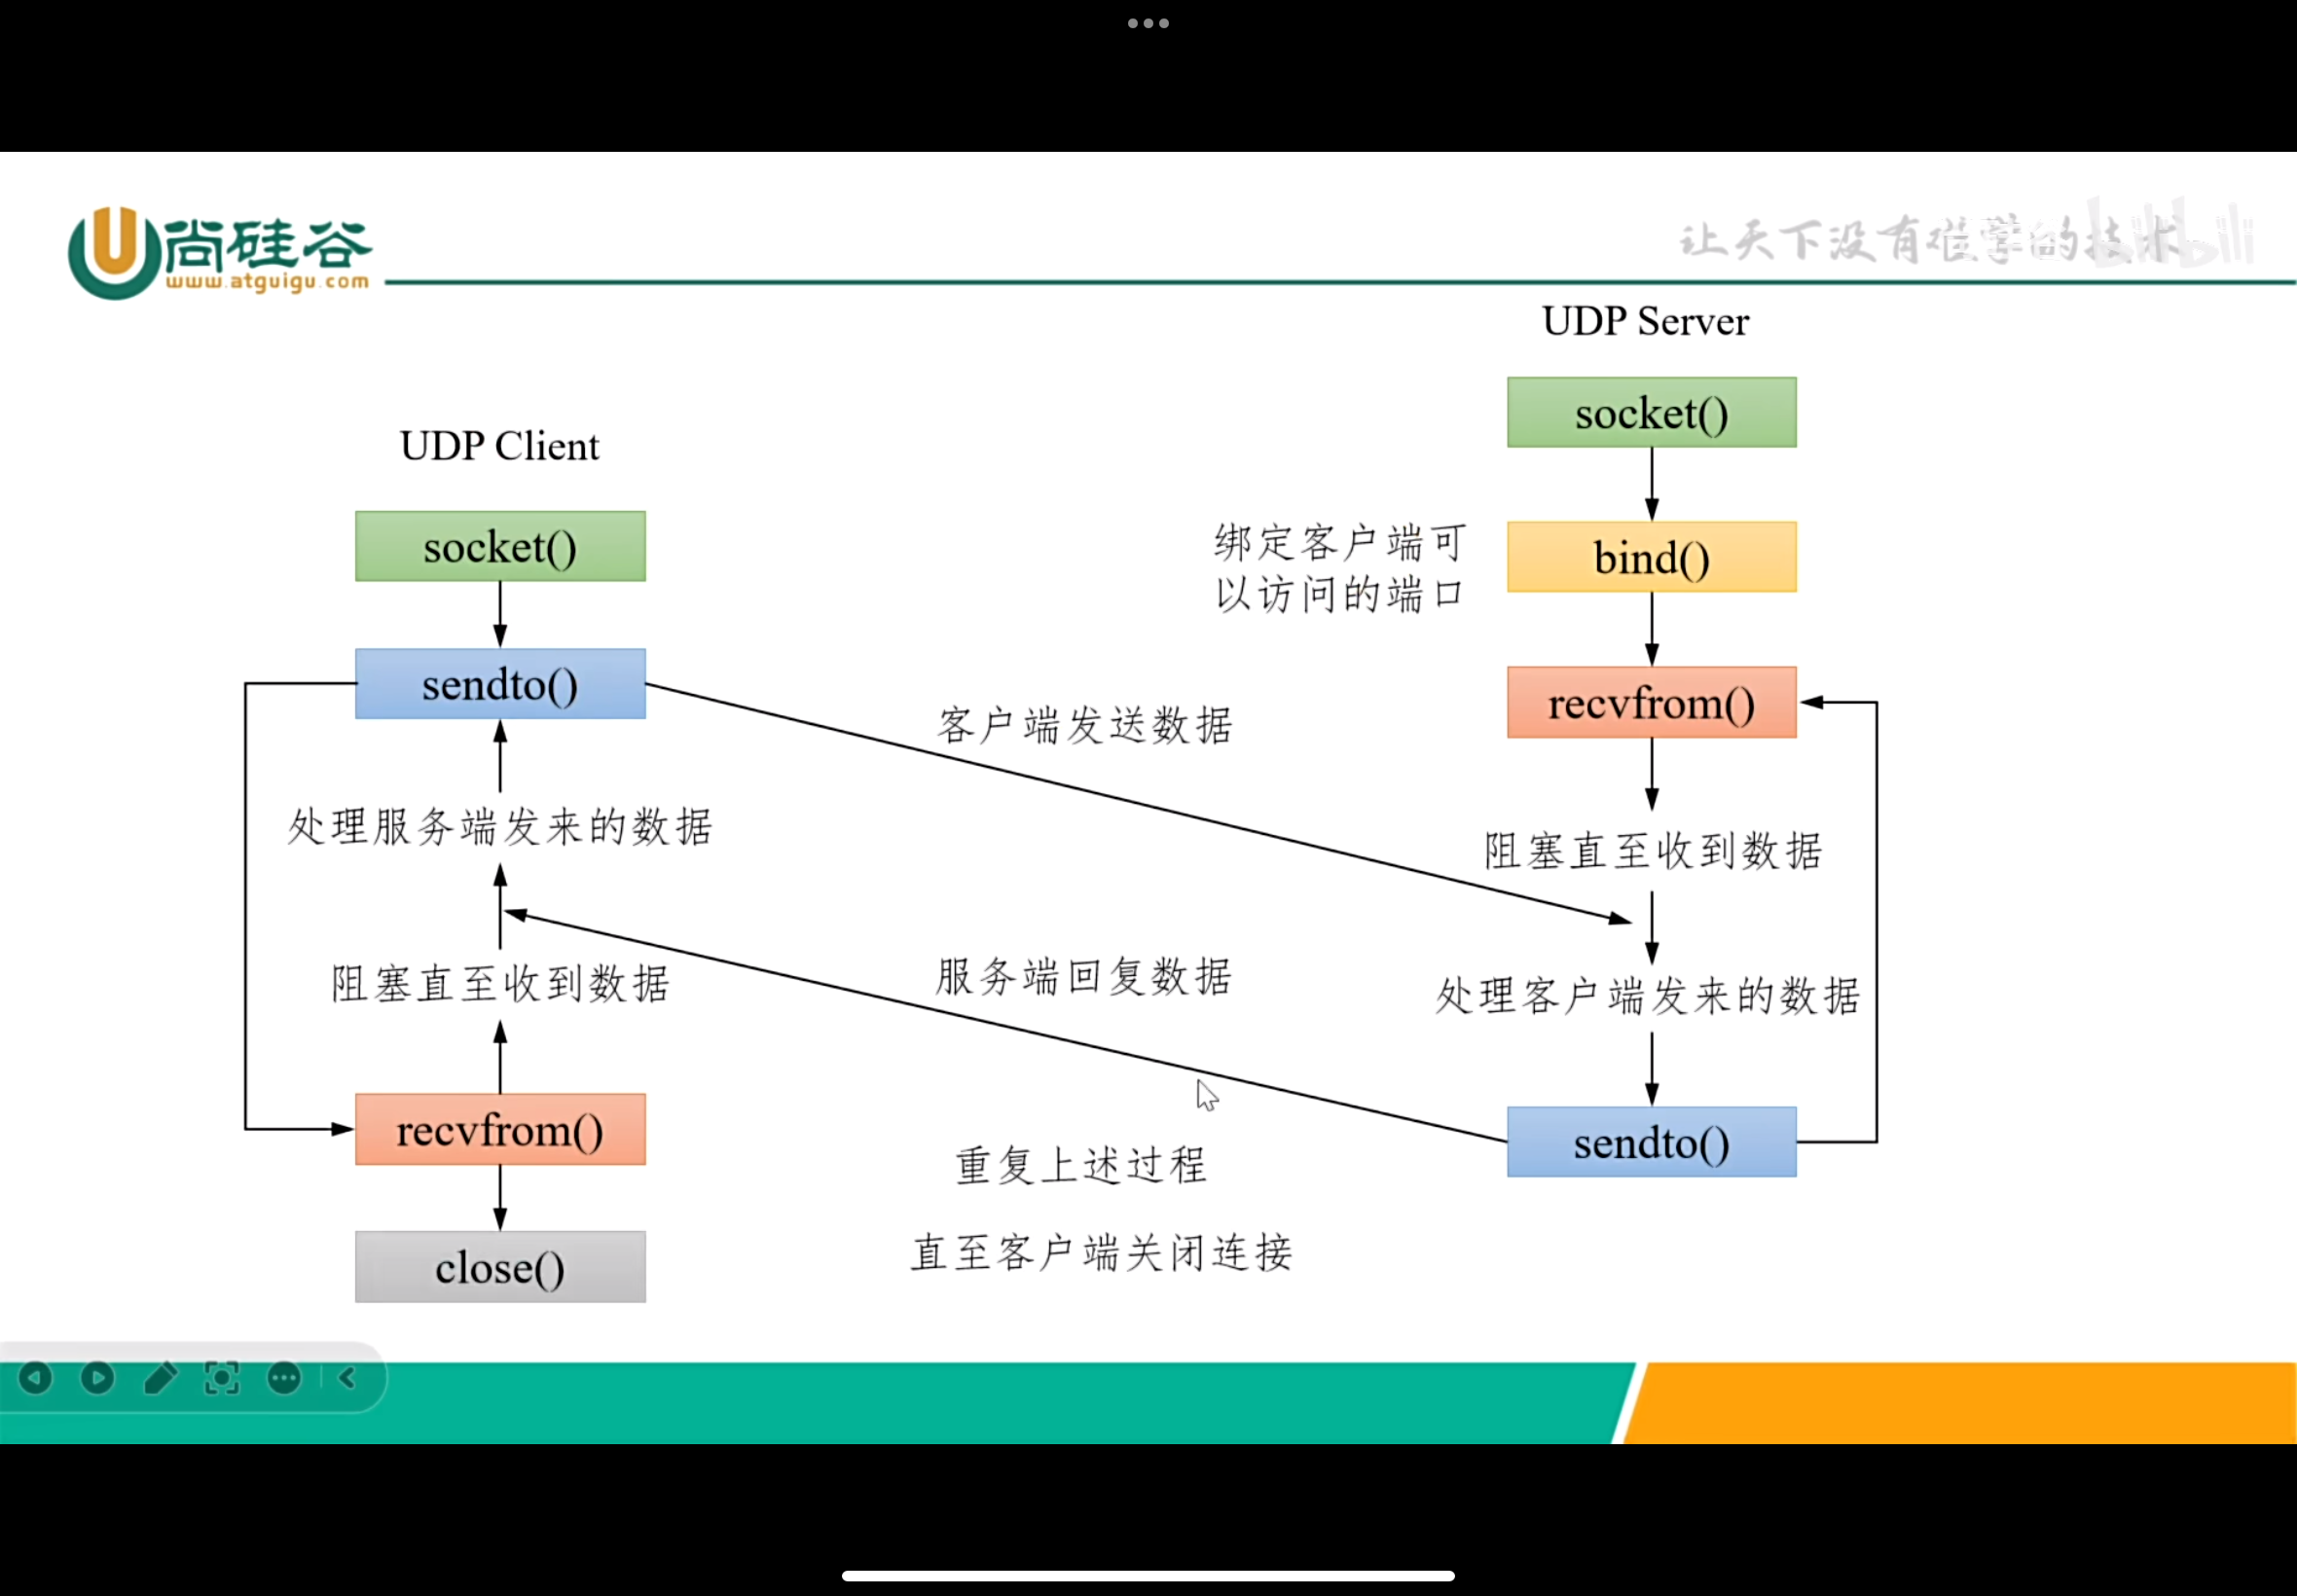 尚硅谷
www.atguigu.com
让天下没有难学的技术
UDP Server
socket()
UDP Client
绑定客户端可
以访问的端口
bind()
socket()
sendto()
recvfrom()
客户端发送数据
处理服务端发来的数据
阻塞直至收到数据
服务端回复数据
阻塞直至收到数据
处理客户端发来的数据
recvfrom()
sendto()
重复上述过程
直至客户端关闭连接
close()